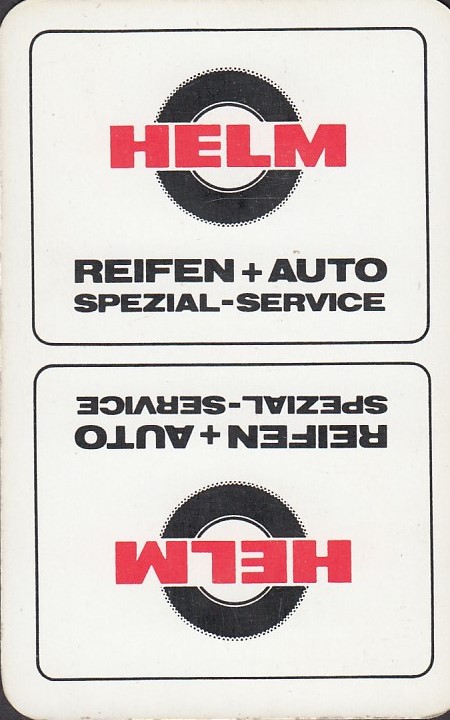 HELM
REIFEN + AUTO
SPEZIAL-SERVICE
SPEZIAL-SERVICE
REIFEN + AUTO
HELM